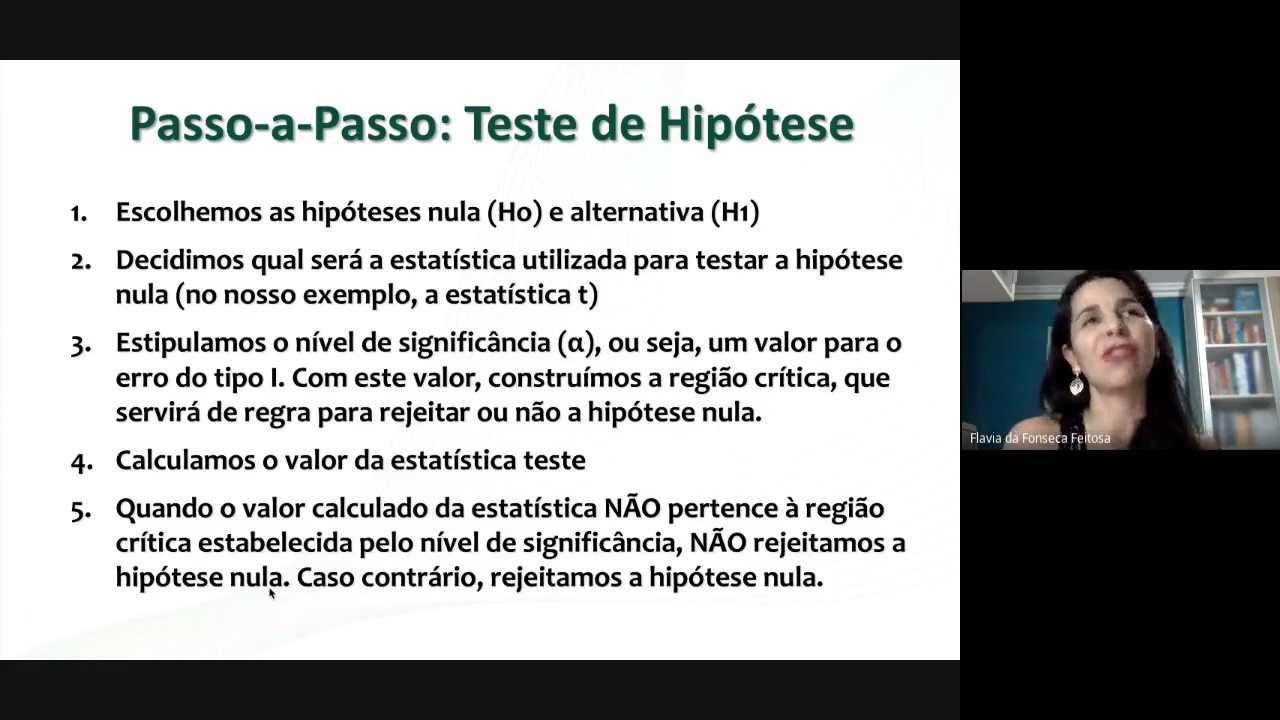 Passo-a-Passo: Teste de Hipótese
1. Escolhemos as hipóteses nula (H0) e alternativa (H1)
2. Decidimos qual será a estatística utilizada para testar a hipótese
nula (no nosso exemplo, a estatística t)
3. Estipulamos o nível de significância (α), ou seja, um valor para o
erro do tipo I. Com este valor, construímos a região crítica, que
servirá de regra para rejeitar ou não a hipótese nula.
4. Calculamos o valor da estatística teste
5. Quando o valor calculado da estatística NÃO pertence à região
crítica estabelecida pelo nível de significância, NÃO rejeitamos a
hipótese nula. Caso contrário, rejeitamos a hipótese nula.
Flavia da Fonseca Feitosa